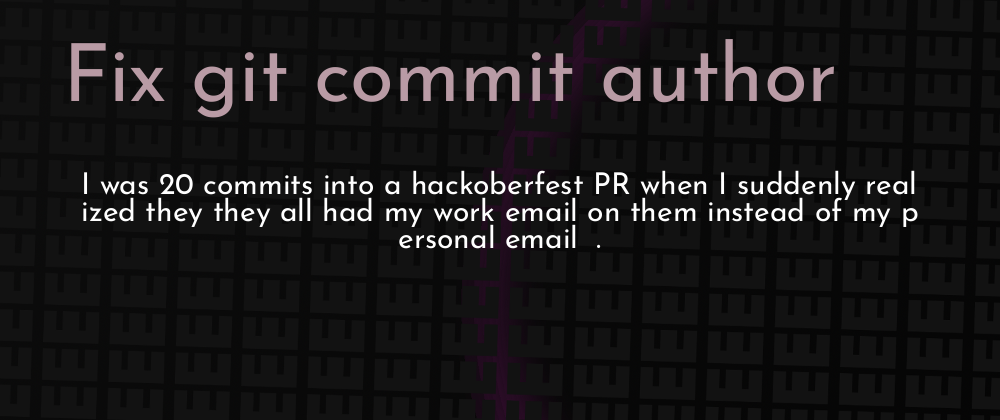 Fix git commit author
I was 20 commits into a hackoberfest PR when I suddenly real
ized they they all had my work email on them instead of my p
ersonal email  .